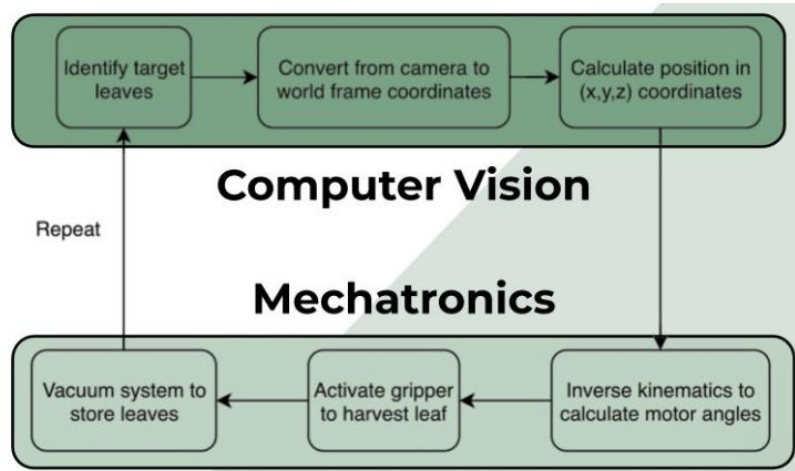 Identify target
leaves
Convert from camera to
world frame coordinates
Calculate position in
(x,y,z) coordinates
Computer Vision
Repeat
Mechatronics
Vacuum system to
store leaves
Activate gripper
to harvest leaf
Inverse kinematics to
calculate motor angles